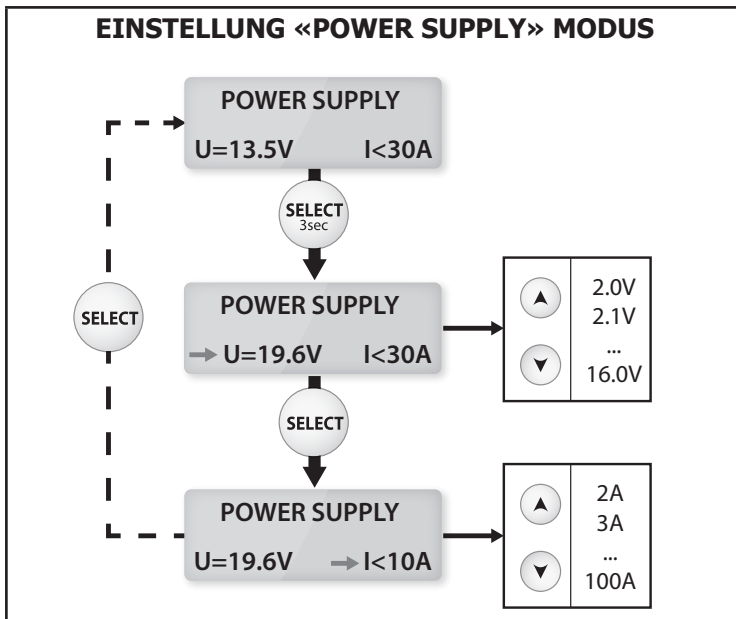 EINSTELLUNG «POWER SUPPLY» MODUS
POWER SUPPLY
U=13.5V I<30A
SELECT
3sec
POWER SUPPLY
U=19.6V I<30A
2.0V
2.1V
...
16.0V
SELECT
SELECT
POWER SUPPLY
U=19.6V I<10A
2A
3A
...
100A